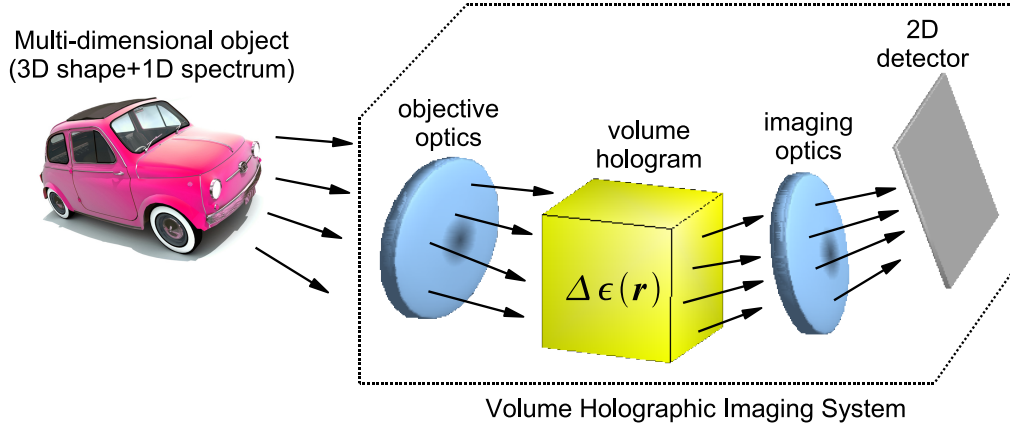 Multi-dimensional object
(3D shape+1D spectrum)
objective
optics
volume
hologram
imaging
optics
2D
detector
Δ ϵ(r)
Volume Holographic Imaging System